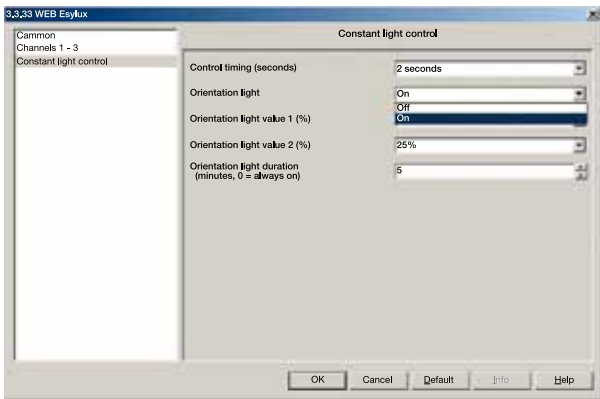 3,3,33 WEB Esylux
Cammon
Channels 1 - 3
Constant light control
Constant light control
Control timing (seconds) 2 seconds
Orientation light On
Off
On
Orientation light value 1 (%)
Orientation light value 2 (%) 25%
Orientation light duration
(minutes, 0 = always on) 5
OK Cancel Default Info Help